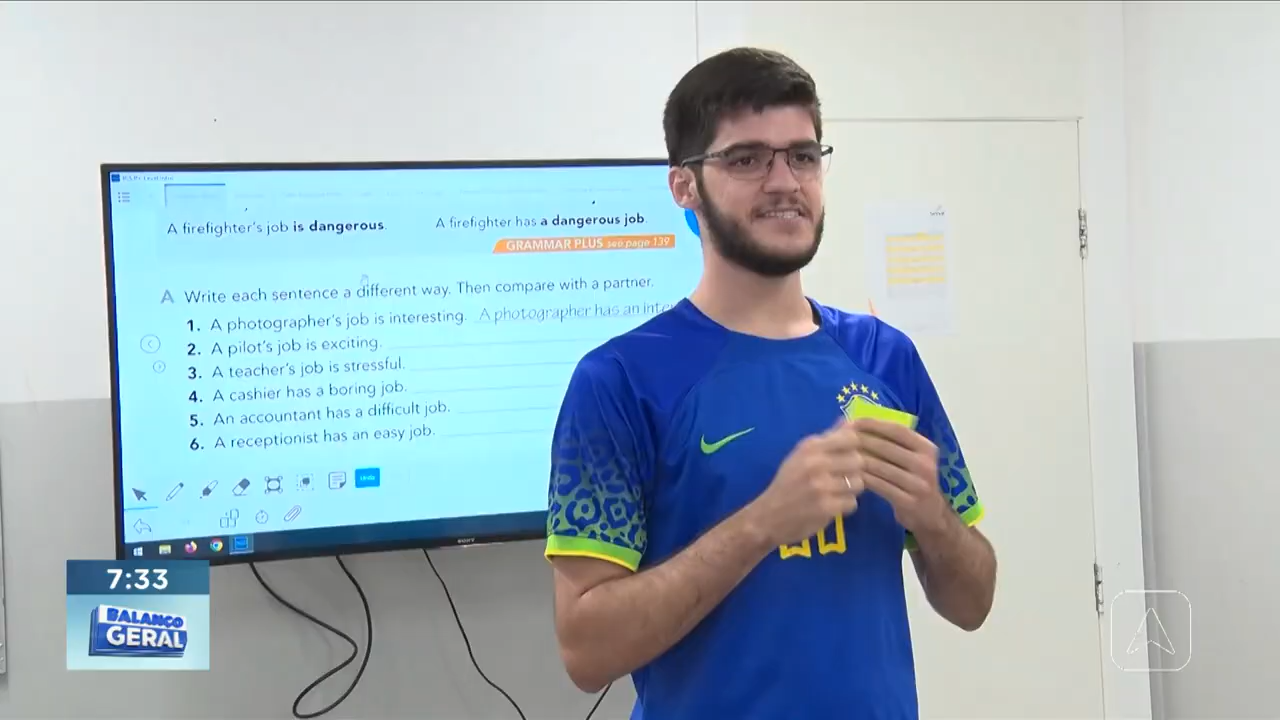 A firefighter's job is dangerous. A firefighter has a dangerous job.
GRAMMAR PLUS see page 139
A Write each sentence a different way. Then compare with a partner.
1. A photographer's job is interesting. A photographer has an inte
2. A pilot's job is exciting.
3. A teacher's job is stressful.
4. A cashier has a boring job.
5. An accountant has a difficult job.
6. A receptionist has an easy job.
SONY
7:33
BALANÇO
GERAL